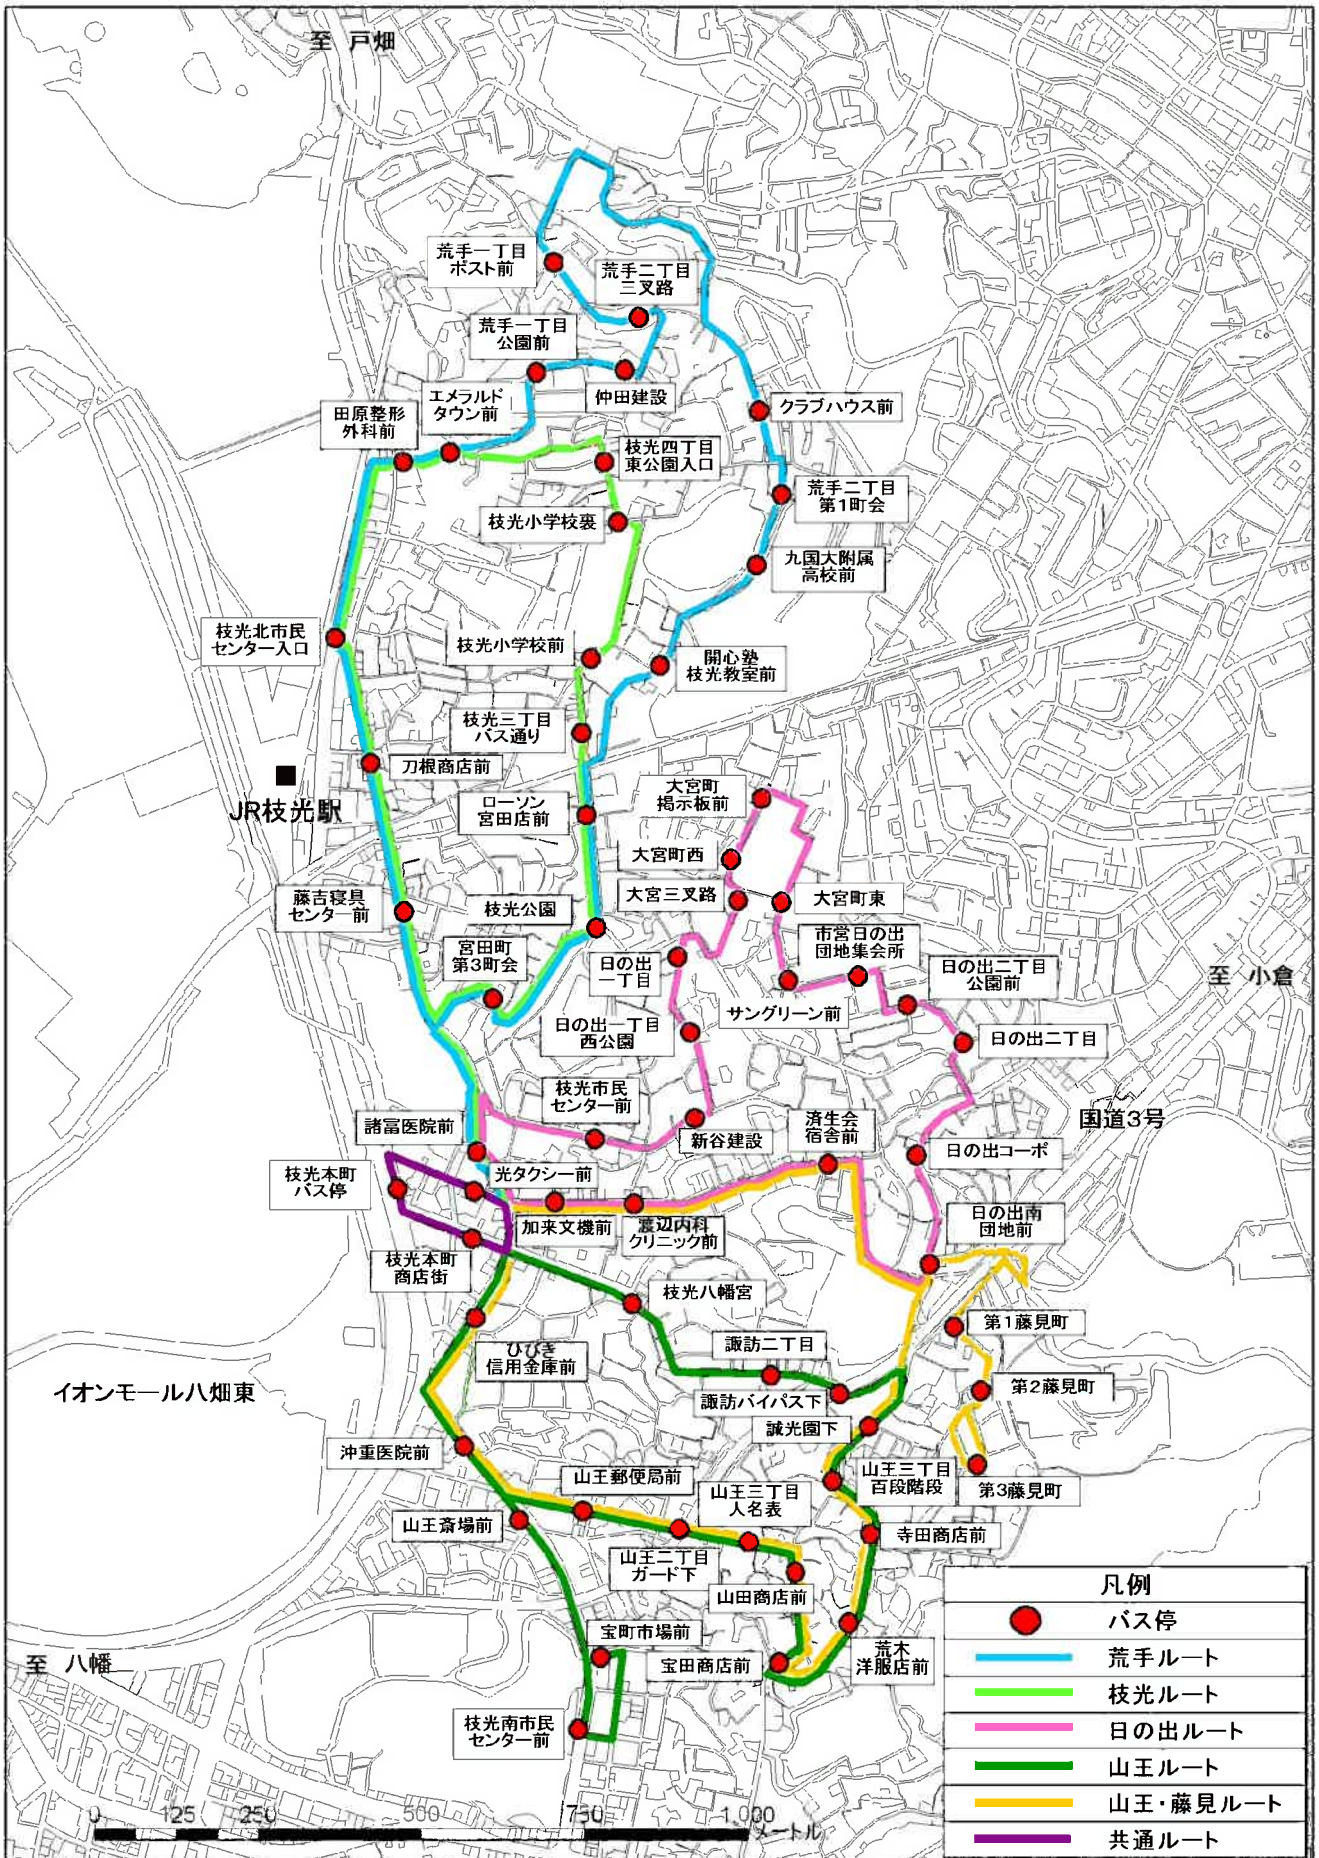 至 戸畑
荒手一丁目
ポスト前
荒手二丁目
三叉路
荒手一丁目
公園前
エメラルド
タウン前
仲田建設
クラブハウス前
田原整形
外科前
枝光四丁目
東公園入口
荒手二丁目
第1町会
枝光小学校裏
九国大附属
高校前
枝光北市民
センター入口
枝光小学校前
開心塾
枝光教室前
枝光三丁目
バス通り
刀根商店前
JR枝光駅
ローソン
宮田店前
大宮町
掲示板前
大宮町西
大宮三叉路
大宮町東
藤吉寝具
センター前
枝光公園
宮田町
第3町会
日の出
一丁目
市営日の出
団地集会所
日の出二丁目
公園前
至 小倉
サングリーン前
日の出一丁目
西公園
日の出二丁目
枝光市民
センター前
国道3号
諸冨医院前
新谷建設
済生会
宿舎前
日の出コーポ
枝光本町
バス停
光タクシー前
加来文機前
渡辺内科
クリニック前
日の出南
団地前
枝光本町
商店街
枝光八幡宮
第1藤見町
ひびき
信用金庫前
諏訪二丁目
イオンモール八畑東
諏訪バイパス下
第2藤見町
誠光園下
沖重医院前
山王郵便局前
山王三丁目
人名表
山王三丁目
百段階段
第3藤見町
山王斎場前
寺田商店前
山王二丁目
ガード下
山田商店前
宝町市場前
宝田商店前
荒木
洋服店前
至 八幡
枝光南市民
センター前
凡例
バス停
荒手ルート
枝光ルート
日の出ルート
山王ルート
山王・藤見ルート
共通ルート
0 125 250 500 750 1,000
メートル